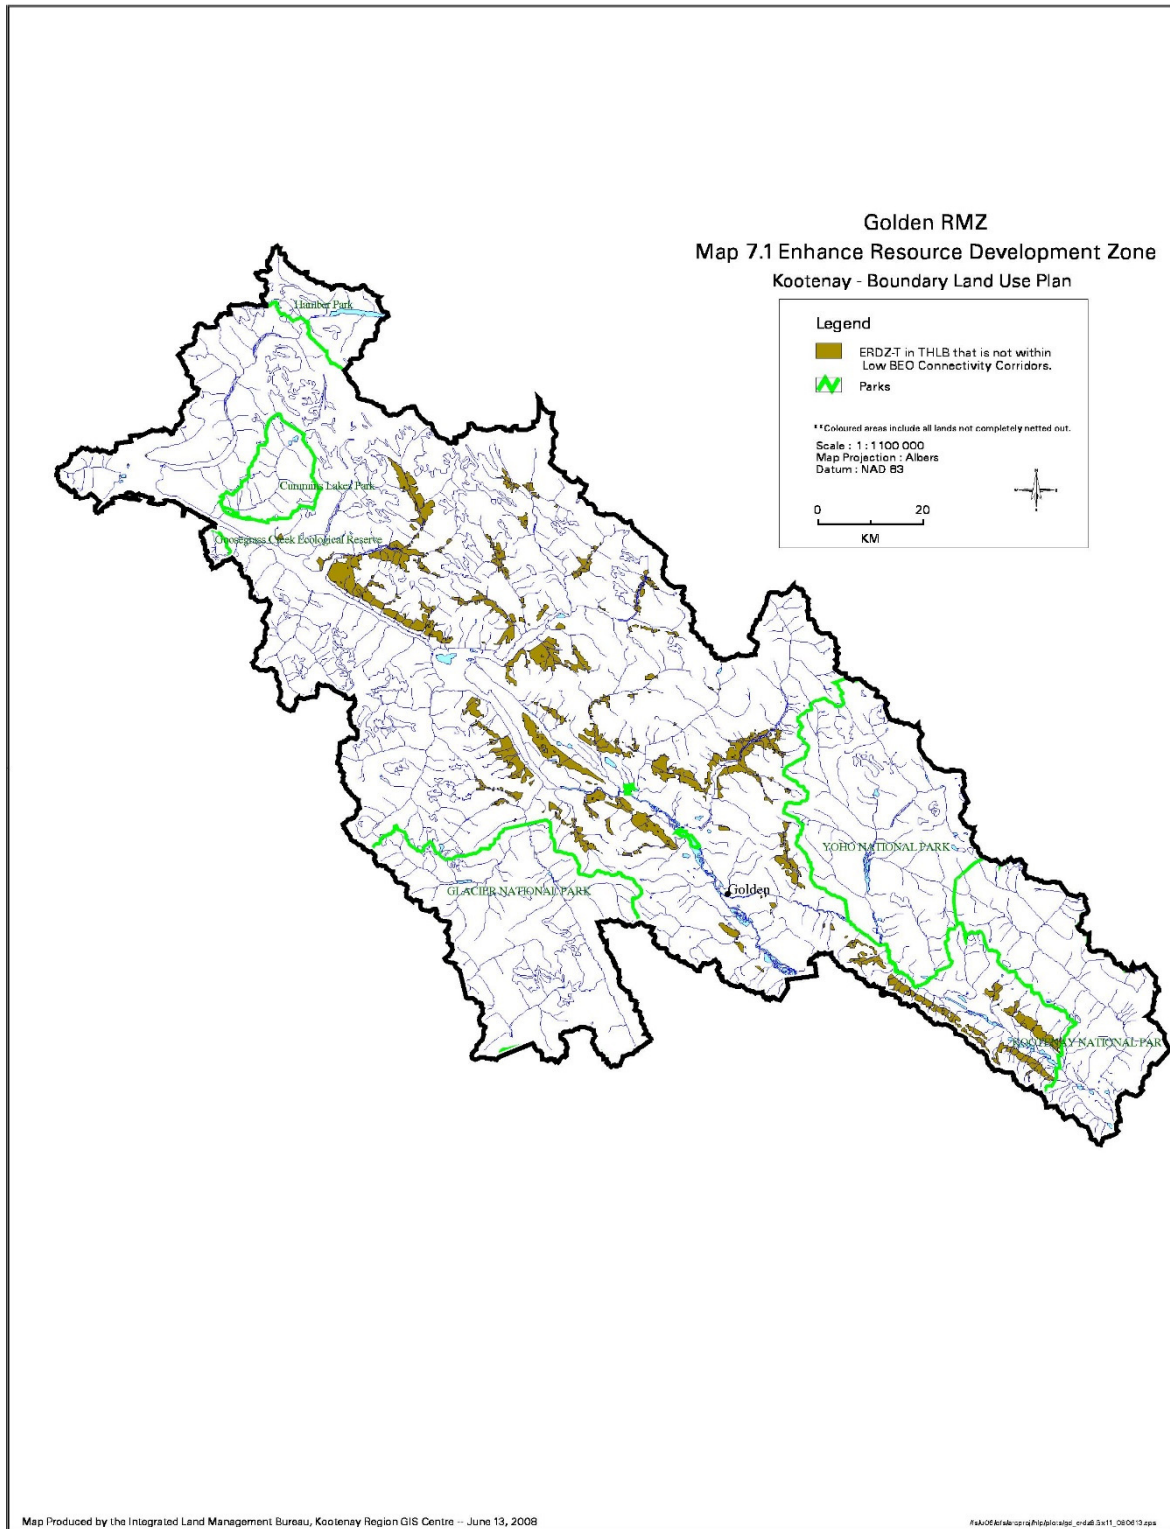 Golden RMZ
Map 7.1 Enhance Resource Development Zone
Kootenay - Boundary Land Use Plan
Legend
ERDZ-T in THLB that is not within
Low BEO Connectivity Corridors.
Parks
**Coloured areas include all lands not completely netted out.
Scale : 1 : 1 100 000
Map Projection : Albers
Datum : NAD 83
0 20
KM
Hamber Park
Cummins Lakes Park
Goosegrass Creek Ecological Reserve
YOHO NATIONAL PARK
GLACIER NATIONAL PARK
Golden
KOOTENAY NATIONAL PAR
Map Produced by the Integrated Land Management Bureau, Kootenay Region GIS Centre -- June 13, 2008